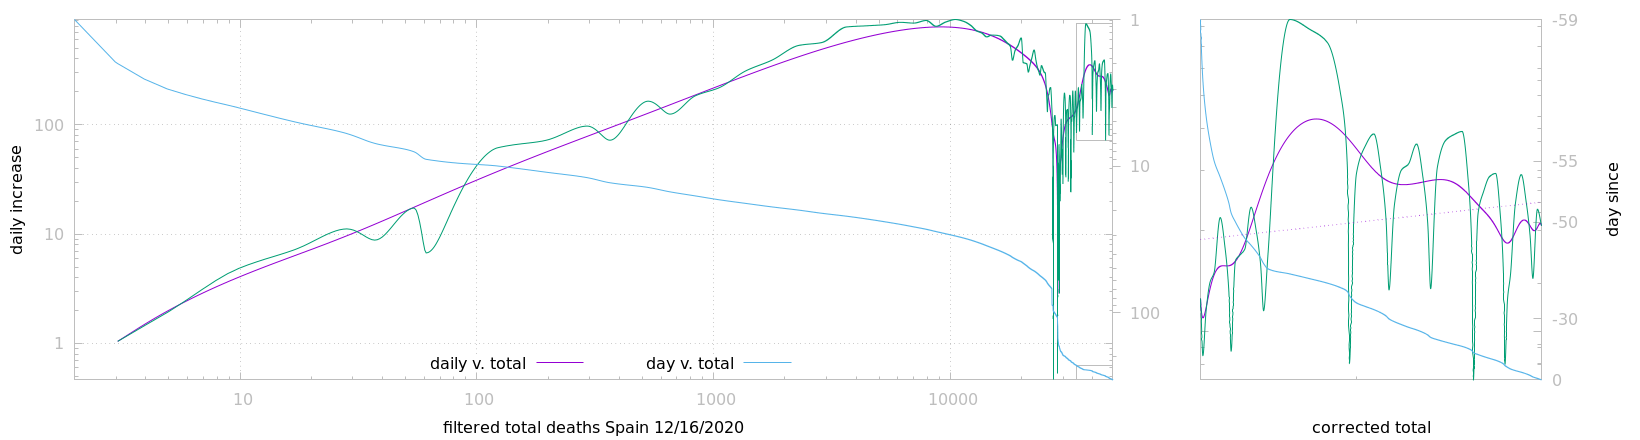 daily increase
100
10
1
daily v. total
day v. total
10
100
1000
10000
filtered total deaths Spain 12/16/2020
1
10
100
-59
-55
-50
-30
0
day since
corrected total